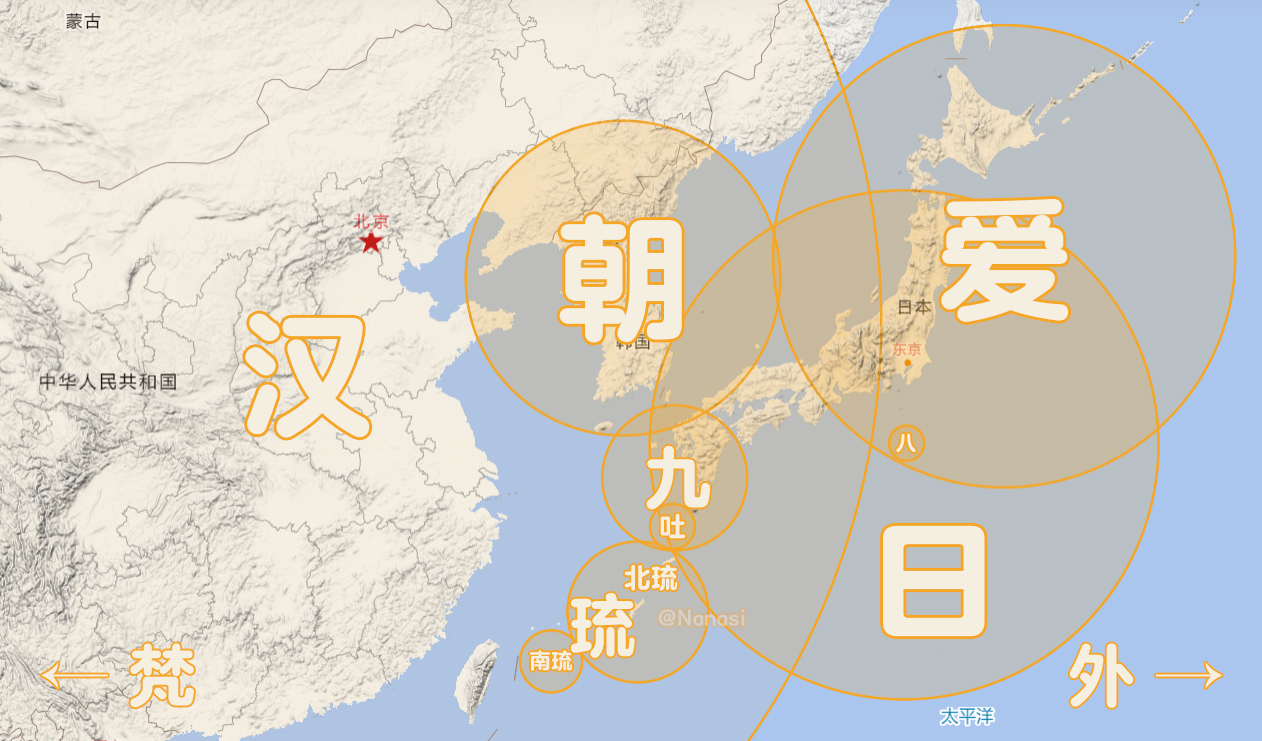 蒙古
北京
朝
爱
日本
韩国
东京
汉
中华人民共和国
八
九
吐
北琉
琉
@Nanasi
日
南琉
← 梵
外 →
太平洋